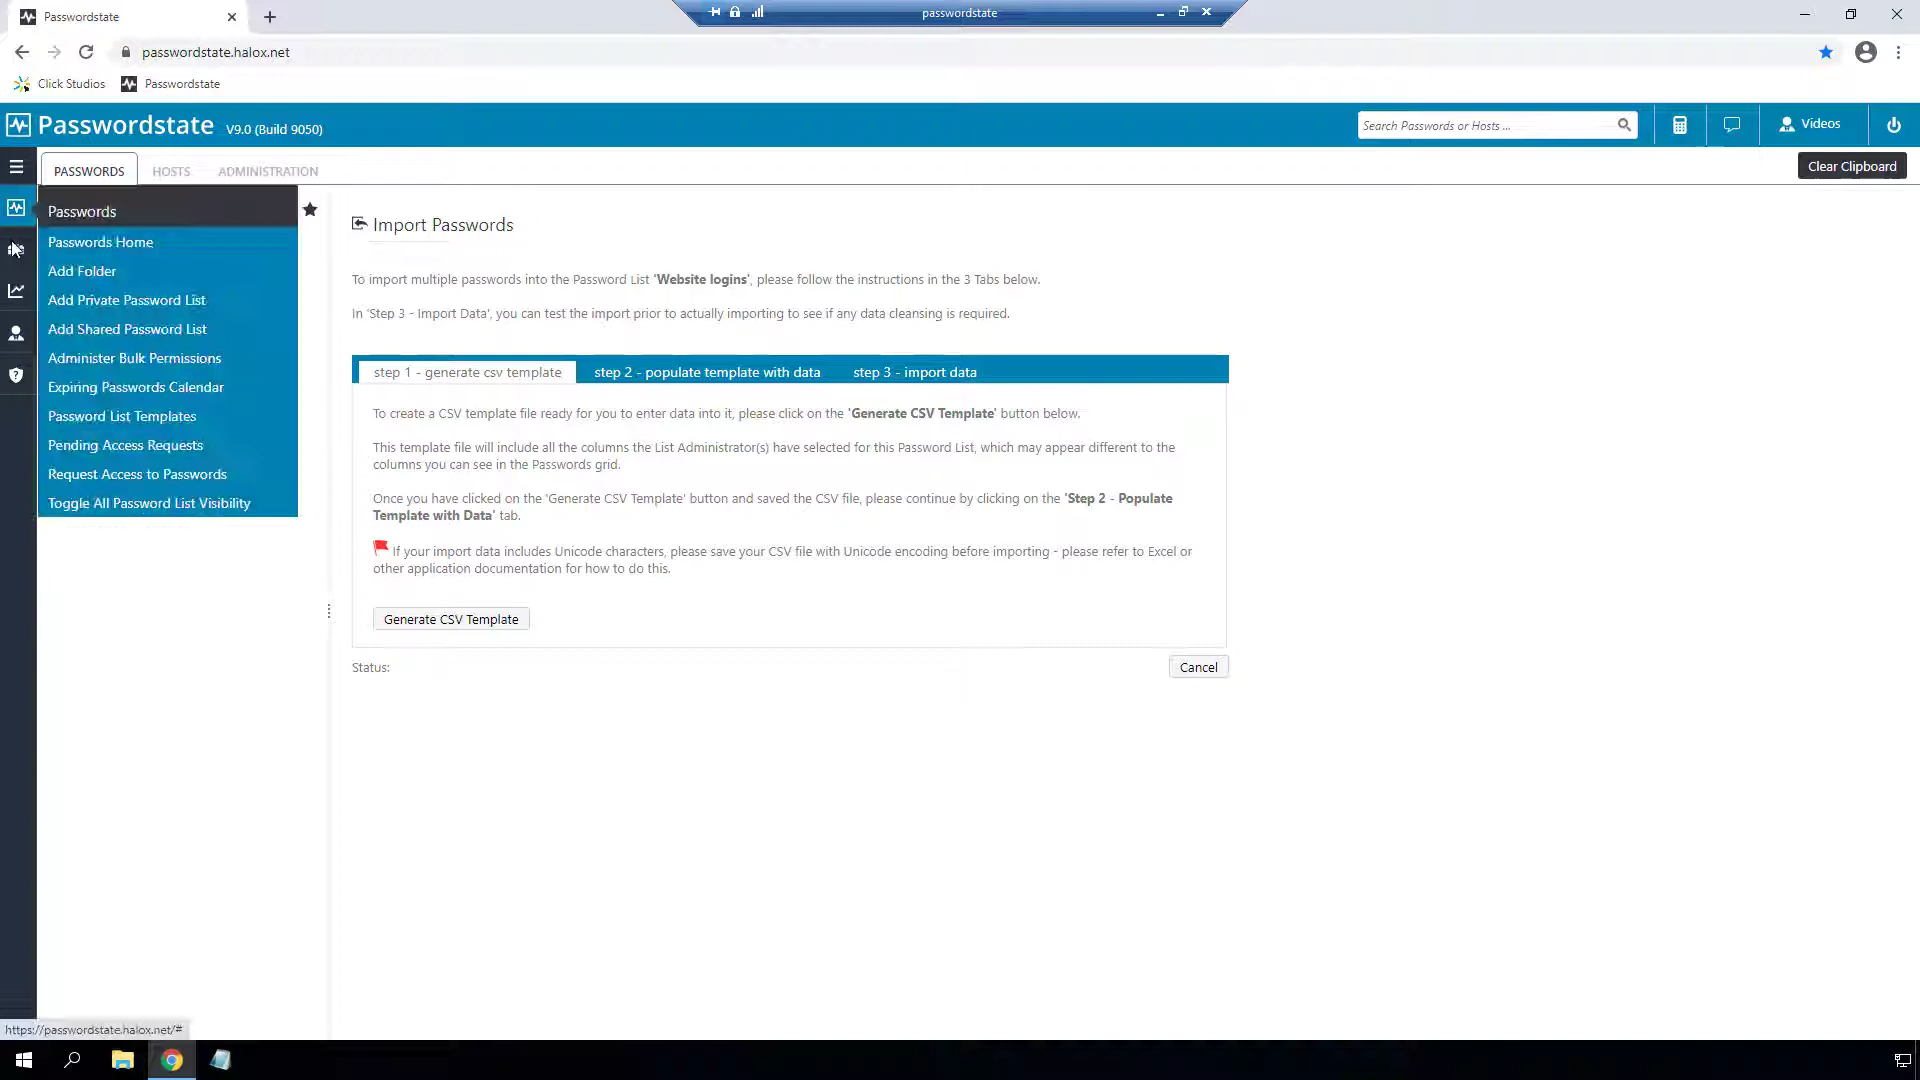 Passwordstate
passwordstate
passwordstate.halox.net
Click Studios
Passwordstate
Passwordstate V9.0 (Build 9050)
Search Passwords or Hosts ...
Videos
PASSWORDS
HOSTS
ADMINISTRATION
Clear Clipboard
Passwords
Passwords Home
Add Folder
Add Private Password List
Add Shared Password List
Administer Bulk Permissions
Expiring Passwords Calendar
Password List Templates
Pending Access Requests
Request Access to Passwords
Toggle All Password List Visibility
Import Passwords
To import multiple passwords into the Password List 'Website logins', please follow the instructions in the 3 Tabs below.
In 'Step 3 - Import Data', you can test the import prior to actually importing to see if any data cleansing is required.
step 1 - generate csv template
step 2 - populate template with data
step 3 - import data
To create a CSV template file ready for you to enter data into it, please click on the 'Generate CSV Template' button below.
This template file will include all the columns the List Administrator(s) have selected for this Password List, which may appear different to the
columns you can see in the Passwords grid.
Once you have clicked on the 'Generate CSV Template' button and saved the CSV file, please continue by clicking on the 'Step 2 - Populate
Template with Data' tab.
If your import data includes Unicode characters, please save your CSV file with Unicode encoding before importing - please refer to Excel or
other application documentation for how to do this.
Generate CSV Template
Status:
Cancel
https://passwordstate.halox.net/#